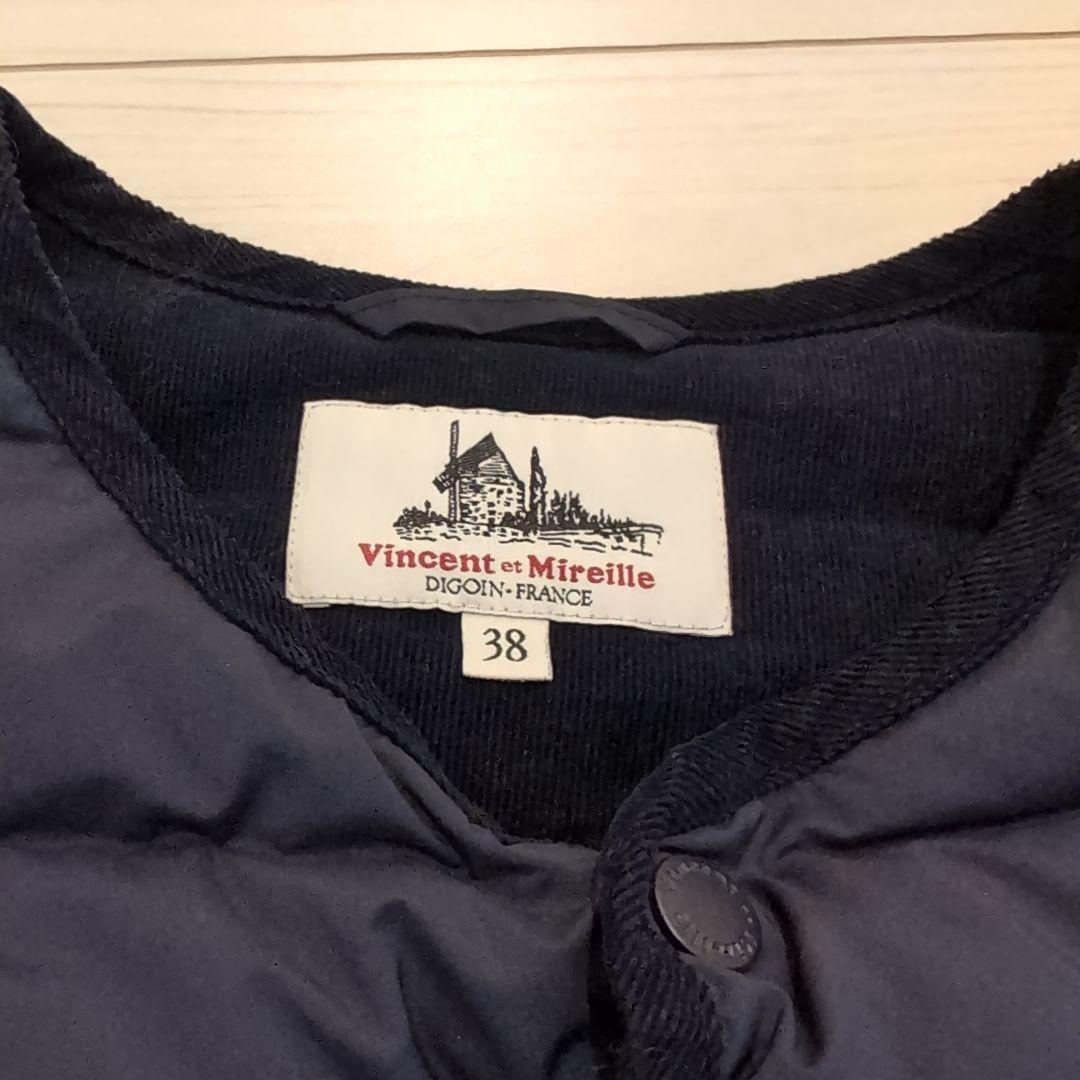 Vincent et Mireille
DIGOIN-FRANCE
38